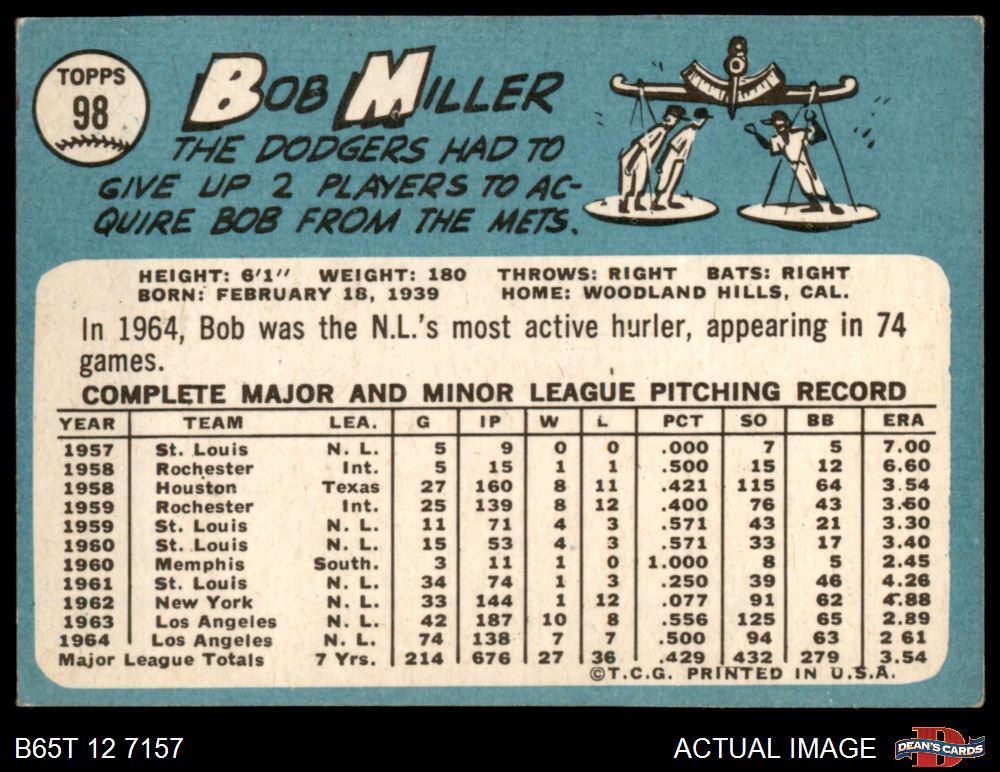 TOPPS
98
BOB MILLER
THE DODGERS HAD TO
GIVE UP 2 PLAYERS TO AC-
QUIRE BOB FROM THE METS.
HEIGHT: 6'1" WEIGHT: 180 THROWS: RIGHT BATS: RIGHT
BORN: FEBRUARY 18, 1939 HOME: WOODLAND HILLS, CAL.
In 1964, Bob was the N.L.'s most active hurler, appearing in 74
games.
COMPLETE MAJOR AND MINOR LEAGUE PITCHING RECORD
YEAR TEAM LEA. G IP W L PCT SO BB ERA
1957 St. Louis N. L. 5 9 0 0 .000 7 5 7.00
1958 Rochester Int. 5 15 1 1 .500 15 12 6.60
1958 Houston Texas 27 160 8 11 .421 115 64 3.54
1959 Rochester Int. 25 139 8 12 .400 76 43 3.50
1959 St. Louis N. L. 11 71 4 3 .571 43 21 3.30
1960 St. Louis N. L. 15 53 4 3 .571 33 17 3.40
1960 Memphis South. 3 11 1 0 1.000 8 5 2.45
1961 St. Louis N. L. 34 74 1 3 .250 39 46 4.26
1962 New York N. L. 33 144 1 12 .077 91 62 4.88
1963 Los Angeles N. L. 42 187 10 8 .556 125 65 2.89
1964 Los Angeles N. L. 74 138 7 7 .500 94 63 2 61
Major League Totals 7 Yrs. 214 676 27 36 .429 432 279 3.54
©T.C.G. PRINTED IN U.S.A.
B65T 12 7157
ACTUAL IMAGE
D
DEAN'S CARDS